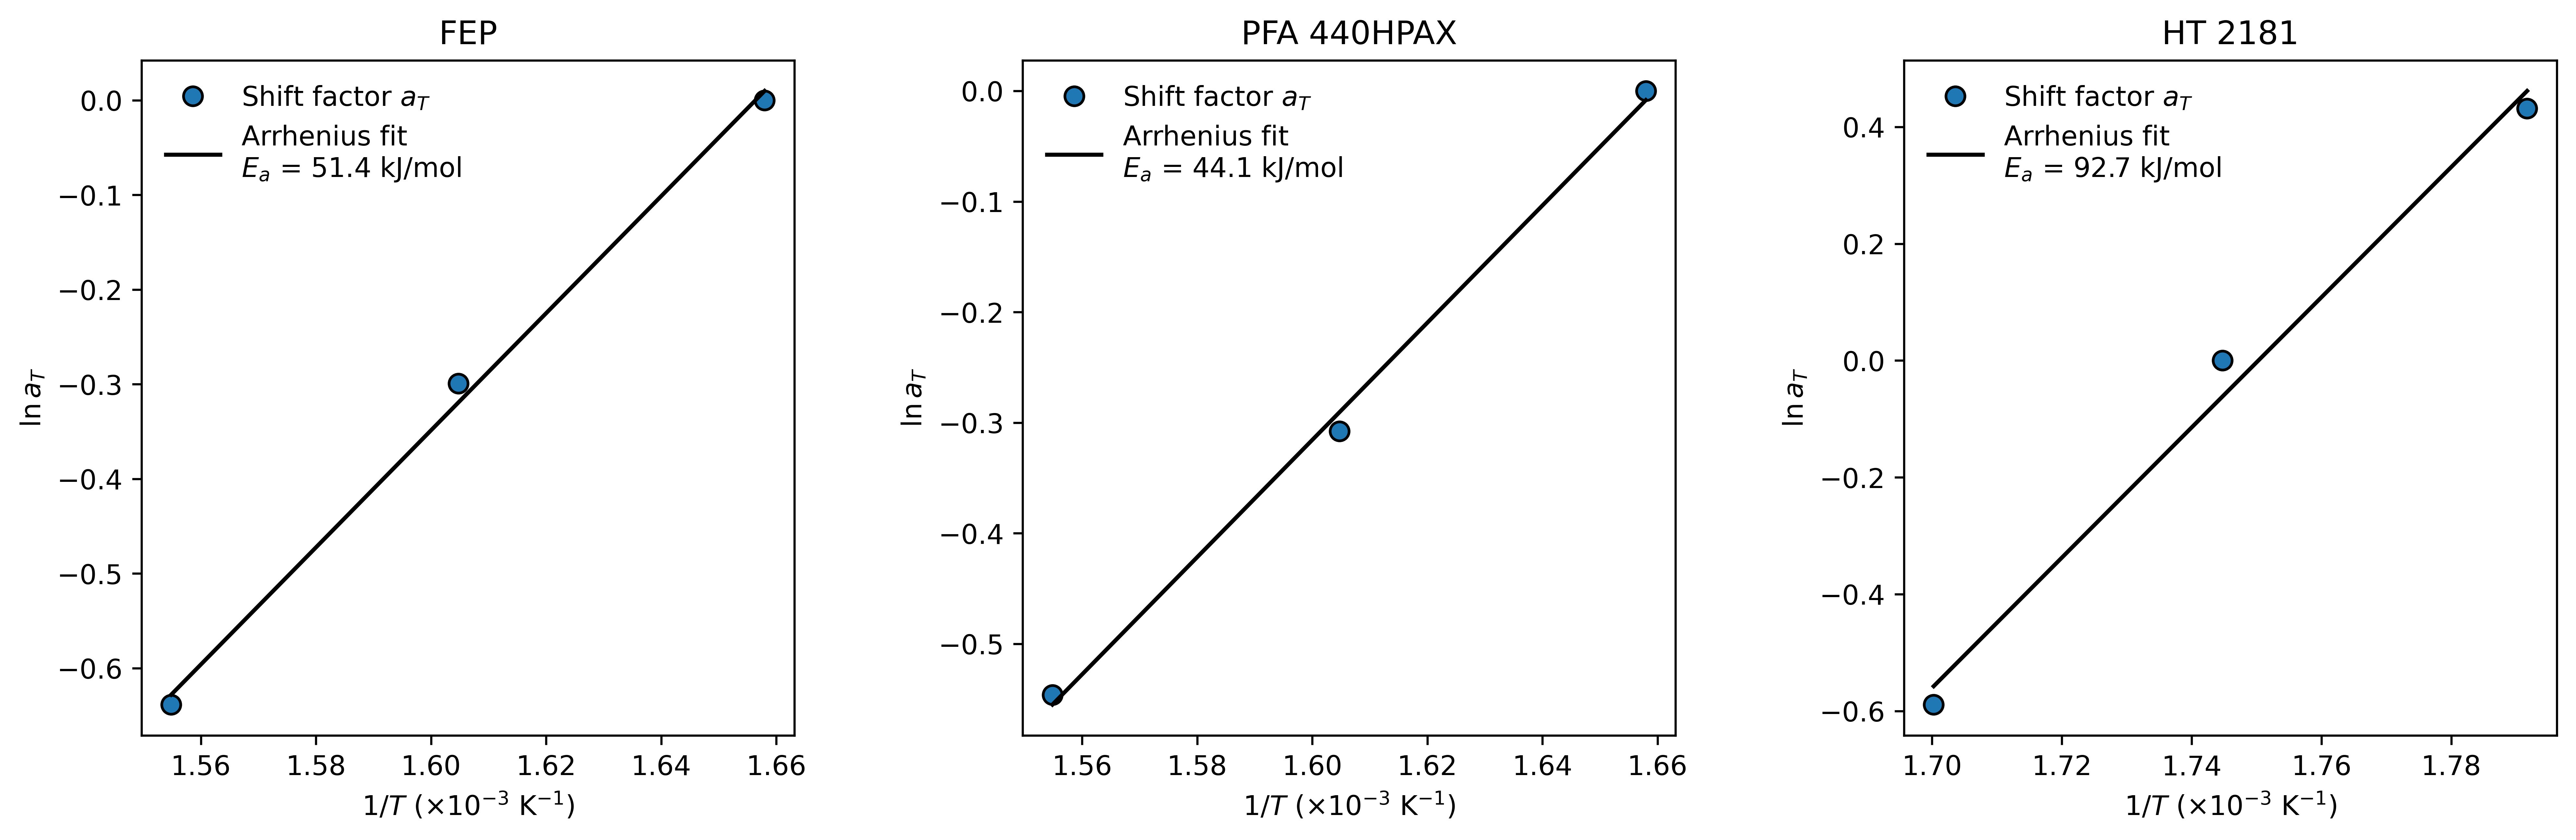 FEP
0.0
−0.1
−0.2
−0.3
−0.4
−0.5
−0.6
ln a_T
Shift factor a_T
Arrhenius fit
E_a = 51.4 kJ/mol
1.56 1.58 1.60 1.62 1.64 1.66
1/T (×10⁻³ K⁻¹)
PFA 440HPAX
0.0
−0.1
−0.2
−0.3
−0.4
−0.5
ln a_T
Shift factor a_T
Arrhenius fit
E_a = 44.1 kJ/mol
1.56 1.58 1.60 1.62 1.64 1.66
1/T (×10⁻³ K⁻¹)
HT 2181
0.4
0.2
0.0
−0.2
−0.4
−0.6
ln a_T
Shift factor a_T
Arrhenius fit
E_a = 92.7 kJ/mol
1.70 1.72 1.74 1.76 1.78
1/T (×10⁻³ K⁻¹)